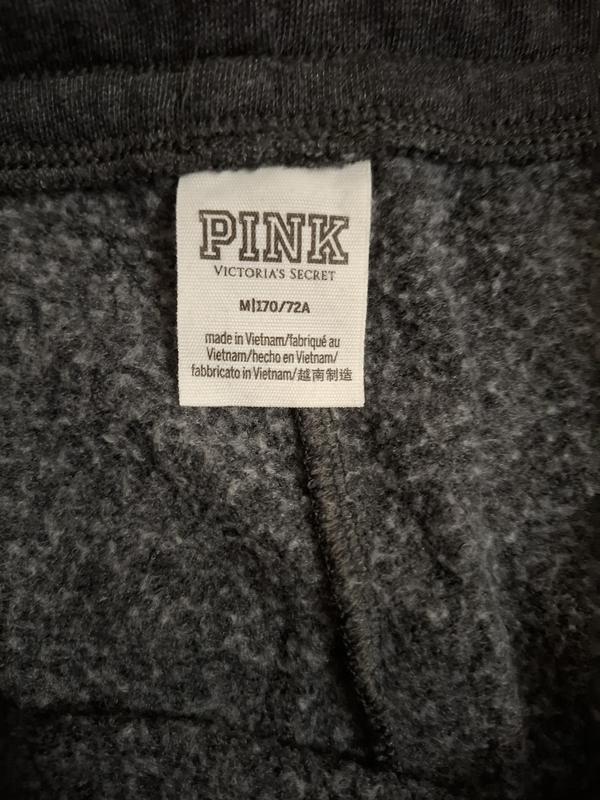 PINK
VICTORIA'S SECRET
M|170/72A
made in Vietnam/fabriqué au
Vietnam/hecho en Vietnam/
fabbricato in Vietnam/越南制造